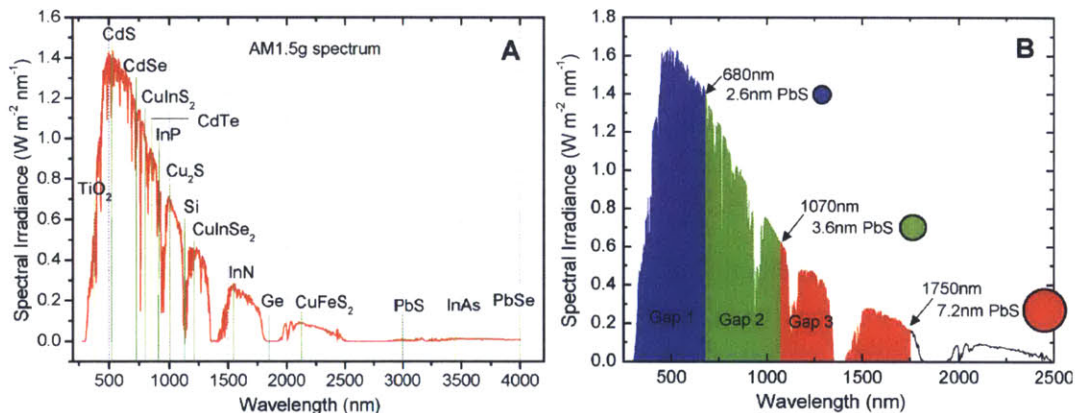 CdS
AM1.5g spectrum
A
CdSe
CuInS2
CdTe
InP
Cu2S
TiO2
Si
CuInSe2
InN
Ge
CuFeS2
PbS
InAs
PbSe
Spectral Irradiance (W m-2 nm-1)
1.8
1.6
1.4
1.2
1.0
0.8
0.6
0.4
0.2
0.0
500 1000 1500 2000 2500 3000 3500 4000
Wavelength (nm)
B
680nm
2.6nm PbS
1070nm
3.6nm PbS
1750nm
7.2nm PbS
Gap 1
Gap 2
Gap 3
Spectral Irradiance (W m-2 nm-1)
1.8
1.6
1.4
1.2
1.0
0.8
0.6
0.4
0.2
0.0
500 1000 1500 2000 2500
Wavelength (nm)